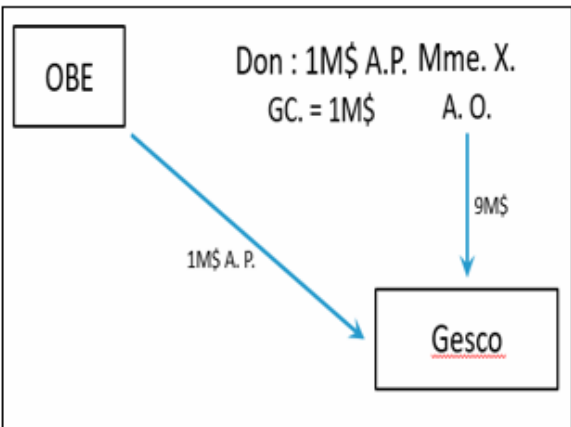 OBE
Don : 1M$ A.P. Mme. X.
GC. = 1M$ A. O.
9M$
1M$ A. P.
Gesco